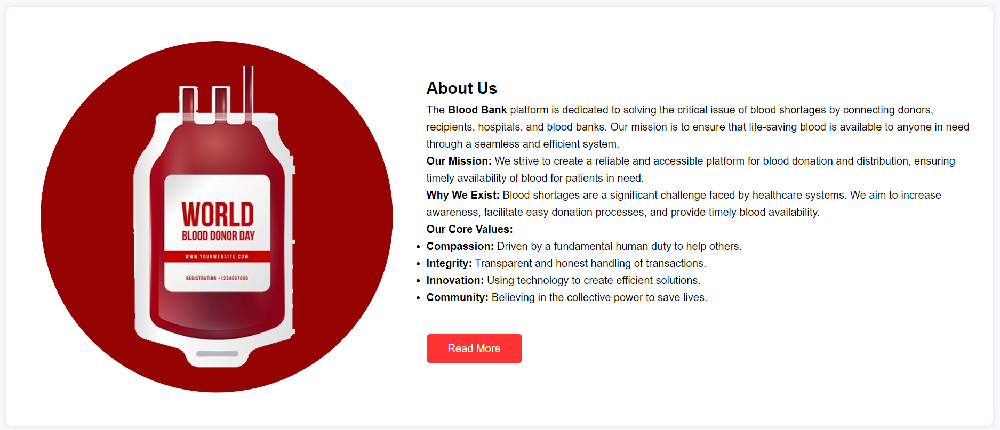 WORLD
BLOOD DONOR DAY
WWW.YOURWEBSITE.COM
REGISTRATION +1234567890
About Us
The Blood Bank platform is dedicated to solving the critical issue of blood shortages by connecting donors,
recipients, hospitals, and blood banks. Our mission is to ensure that life-saving blood is available to anyone in need
through a seamless and efficient system.
Our Mission: We strive to create a reliable and accessible platform for blood donation and distribution, ensuring
timely availability of blood for patients in need.
Why We Exist: Blood shortages are a significant challenge faced by healthcare systems. We aim to increase
awareness, facilitate easy donation processes, and provide timely blood availability.
Our Core Values:
• Compassion: Driven by a fundamental human duty to help others.
• Integrity: Transparent and honest handling of transactions.
• Innovation: Using technology to create efficient solutions.
• Community: Believing in the collective power to save lives.
Read More